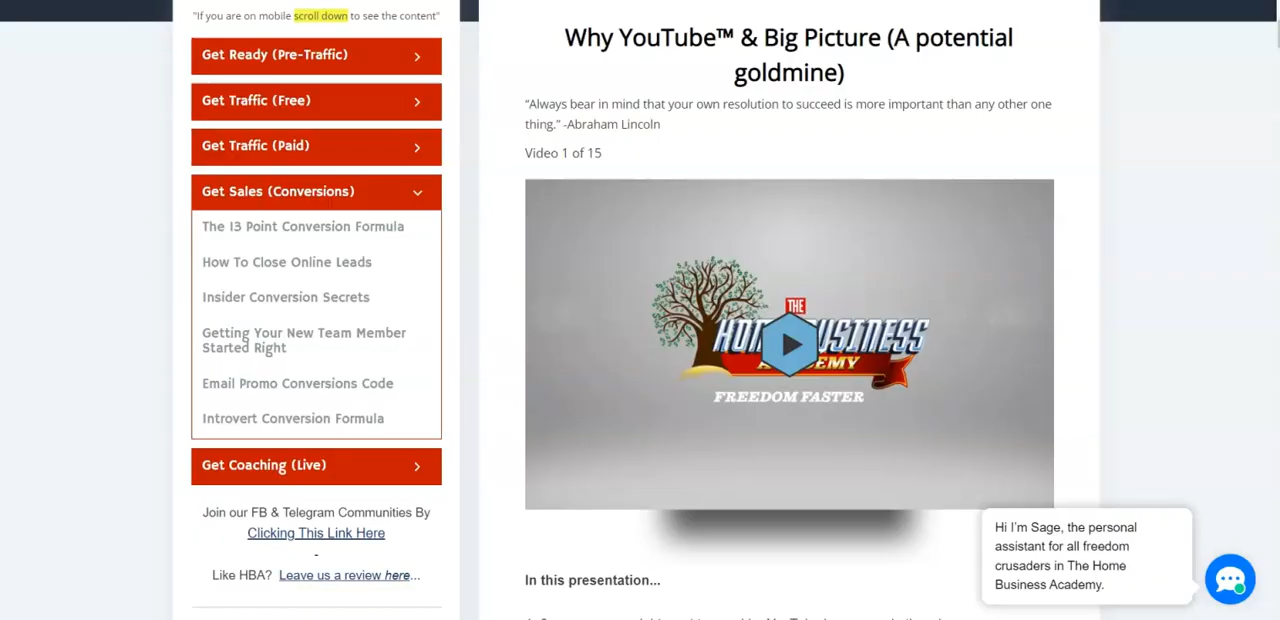 "If you are on mobile scroll down to see the content"
Get Ready (Pre-Traffic)
Get Traffic (Free)
Get Traffic (Paid)
Get Sales (Conversions)
The 13 Point Conversion Formula
How To Close Online Leads
Insider Conversion Secrets
Getting Your New Team Member
Started Right
Email Promo Conversions Code
Introvert Conversion Formula
Get Coaching (Live)
Join our FB & Telegram Communities By
Clicking This Link Here
-
Like HBA? Leave us a review here...
Why YouTube™ & Big Picture (A potential
goldmine)
“Always bear in mind that your own resolution to succeed is more important than any other one
thing.” -Abraham Lincoln
Video 1 of 15
THE
HOME BUSINESS
ACADEMY
FREEDOM FASTER
In this presentation...
Hi I’m Sage, the personal
assistant for all freedom
crusaders in The Home
Business Academy.